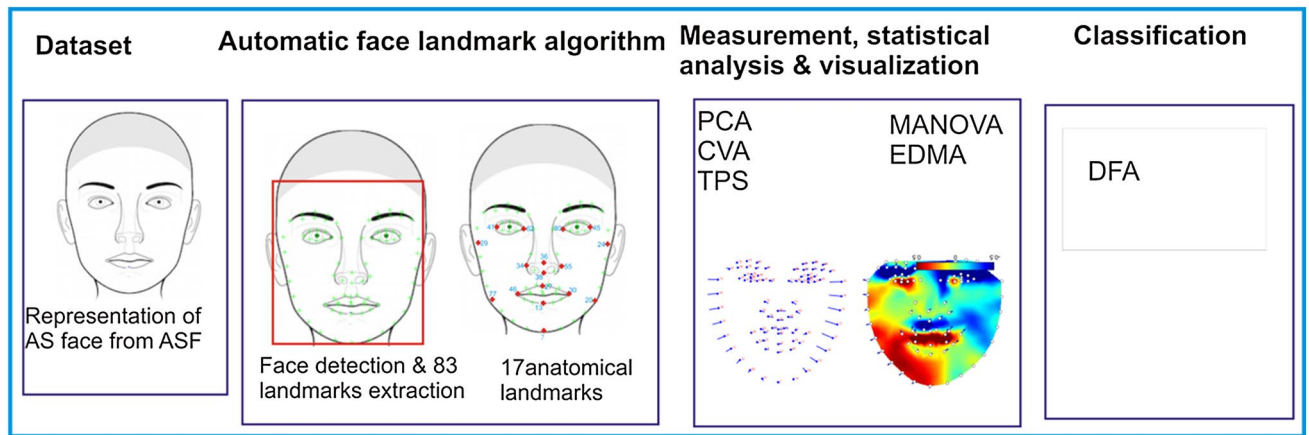 Dataset
Representation of
AS face from ASF
Automatic face landmark algorithm
Face detection & 83
landmarks extraction
17anatomical
landmarks
Measurement, statistical
analysis & visualization
PCA
CVA
TPS
MANOVA
EDMA
Classification
DFA